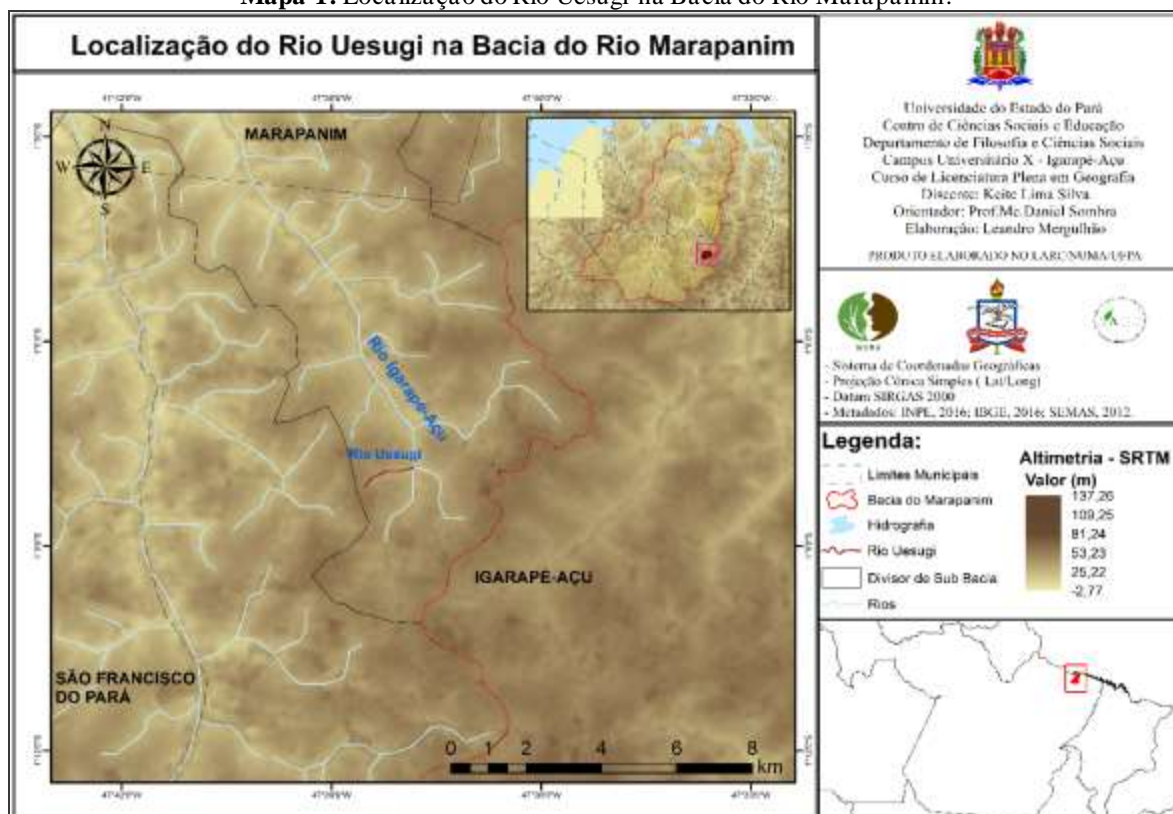 Mapa 1. Localização do Rio Uesugi na Bacia do Rio Marapanim.
Localização do Rio Uesugi na Bacia do Rio Marapanim
MARAPANIM
N
W
E
S
Rio Igarapé-Açu
Rio Uesugi
IGARAPÉ-AÇU
SÃO FRANCISCO
DO PARÁ
0 1 2 4 6 8
km
Universidade do Estado do Pará
Centro de Ciências Sociais e Educação
Departamento de Filosofia e Ciências Sociais
Campus Universitário X - Igarapé-Açu
Curso de Licenciatura Plena em Geografia
Discente: Keite Lima Silva
Orientador: Prof.Me.Daniel Sombra
Elaboração: Leandro Mergulhão
PRODUTO ELABORADO NO LARC/NUMA/UFPA
- Sistema de Coordenadas Geográficas
- Projeção Cônica Simples ( Lat/Long)
- Datum SIRGAS 2000
- Metadados: INPE, 2016; IBGE, 2016; SEMAS, 2012.
Legenda:
Limites Municipais
Bacia do Marapanim
Hidrografia
Rio Uesugi
Divisor de Sub Bacia
Rios
Altimetria - SRTM
Valor (m)
137,26
109,25
81,24
53,23
25,22
-2,77